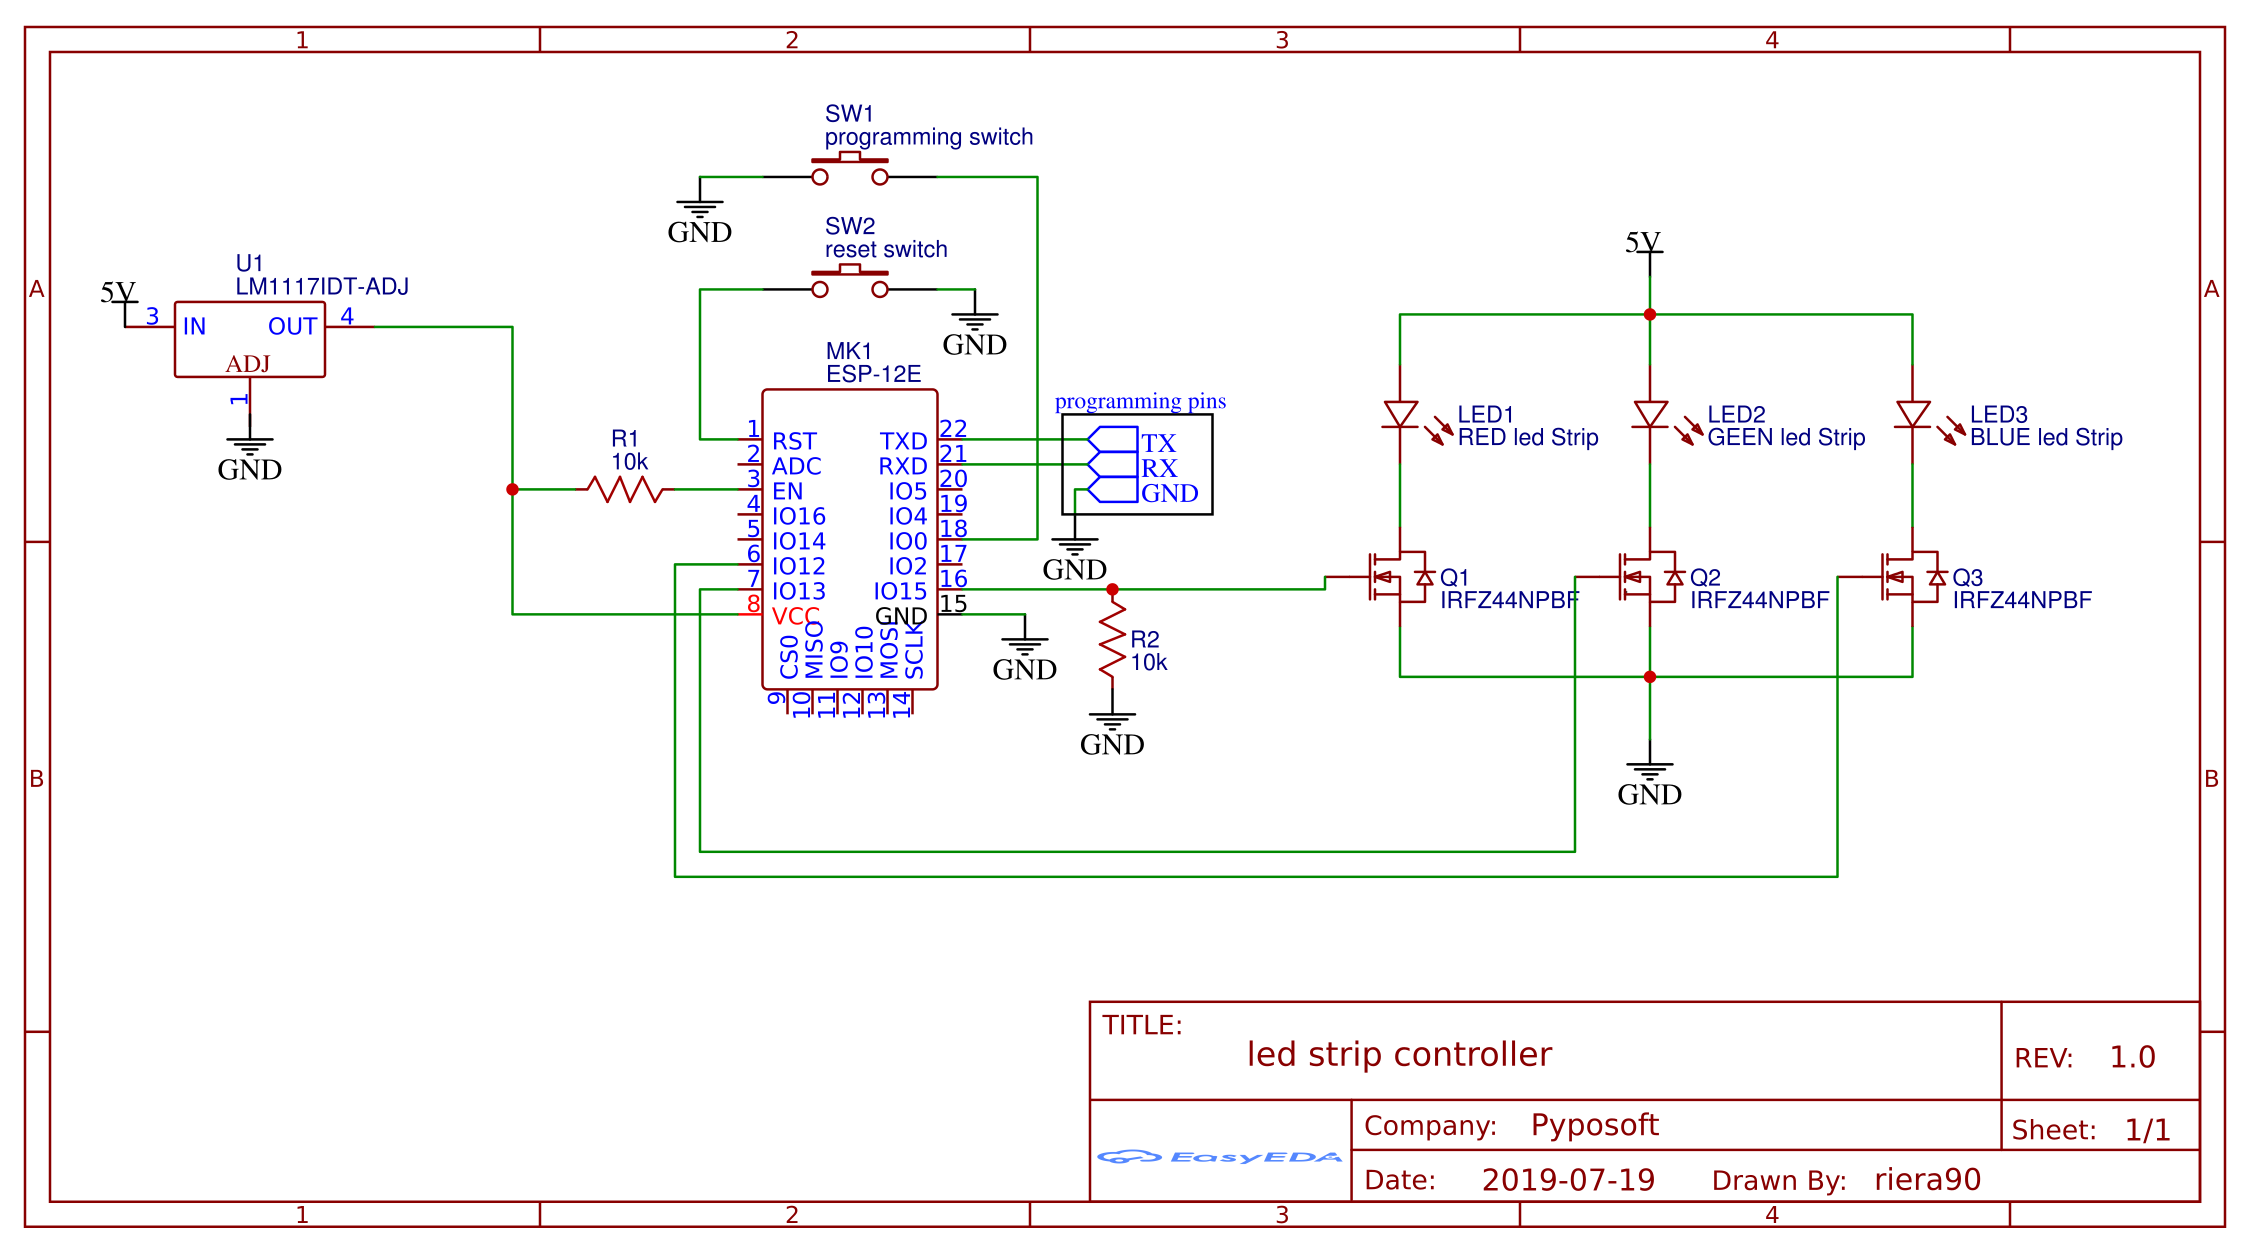 1 2 3 4
A A
B B
SW1
programming switch
GND
SW2
reset switch
GND
U1
LM1117IDT-ADJ
5V
3 IN OUT 4
ADJ
1
GND
R1
10k
MK1
ESP-12E
1 RST TXD 22
2 ADC RXD 21
3 EN IO5 20
4 IO16 IO4 19
5 IO14 IO0 18
6 IO12 IO2 17
7 IO13 IO15 16
8 VCC GND 15
CS0 MISO IO9 IO10 MOSI SCLK
9 10 11 12 13 14
programming pins
TX
RX
GND
GND
GND
R2
10k
GND
5V
LED1
RED led Strip
LED2
GEEN led Strip
LED3
BLUE led Strip
Q1
IRFZ44NPBF
Q2
IRFZ44NPBF
Q3
IRFZ44NPBF
GND
TITLE:
led strip controller
REV: 1.0
EasyEDA
Company: Pyposoft
Sheet: 1/1
Date: 2019-07-19 Drawn By: riera90
1 2 3 4